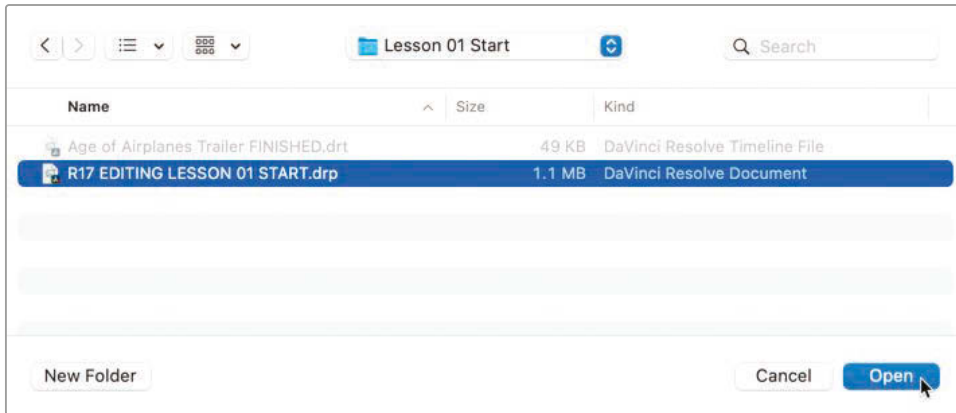 Lesson 01 Start
Search
Name Size Kind
Age of Airplanes Trailer FINISHED.drt 49 KB DaVinci Resolve Timeline File
R17 EDITING LESSON 01 START.drp 1.1 MB DaVinci Resolve Document
New Folder Cancel Open